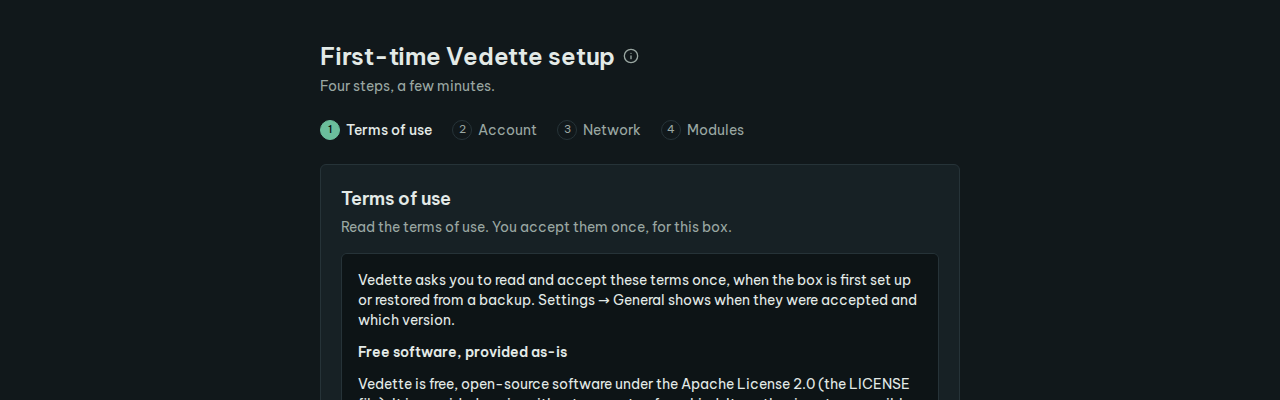 First-time Vedette setup
Four steps, a few minutes.
1 Terms of use 2 Account 3 Network 4 Modules
Terms of use
Read the terms of use. You accept them once, for this box.
Vedette asks you to read and accept these terms once, when the box is first set up
or restored from a backup. Settings → General shows when they were accepted and
which version.
Free software, provided as-is
Vedette is free, open-source software under the Apache License 2.0 (the LICENSE